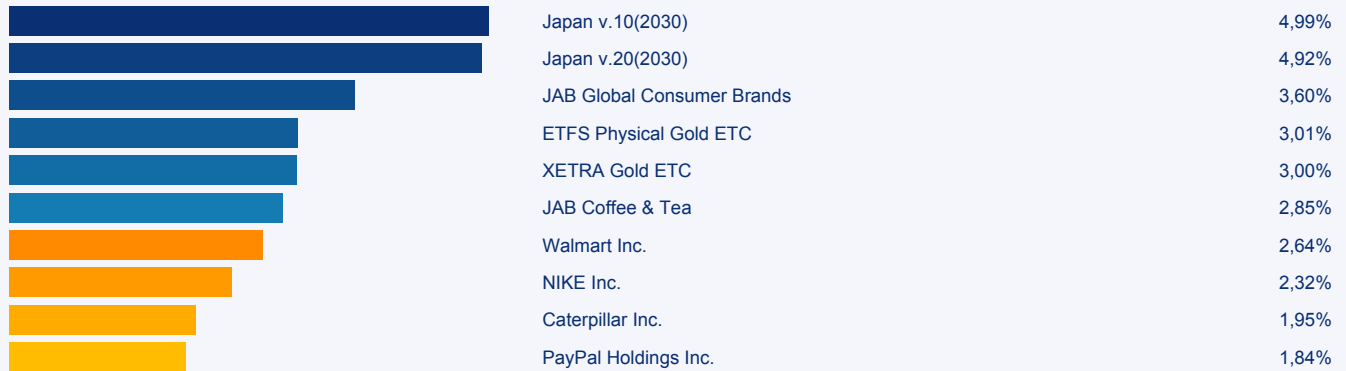 Japan v.10(2030) 4,99%
Japan v.20(2030) 4,92%
JAB Global Consumer Brands 3,60%
ETFS Physical Gold ETC 3,01%
XETRA Gold ETC 3,00%
JAB Coffee & Tea 2,85%
Walmart Inc. 2,64%
NIKE Inc. 2,32%
Caterpillar Inc. 1,95%
PayPal Holdings Inc. 1,84%